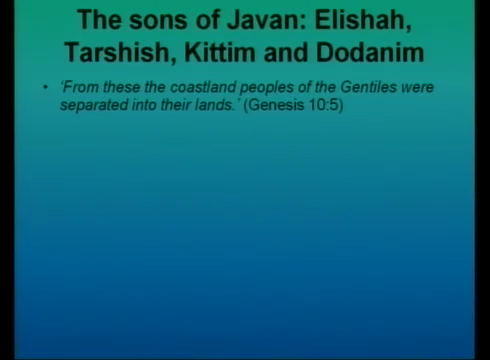 The sons of Javan: Elishah,
Tarshish, Kittim and Dodanim
• ‘From these the coastland peoples of the Gentiles were
separated into their lands.’ (Genesis 10:5)